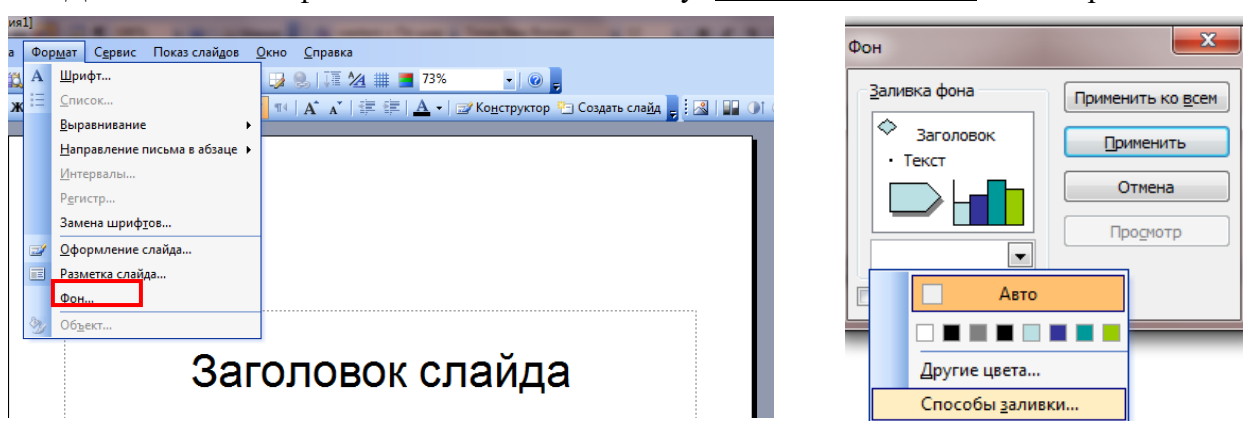 ия1]
а Формат Сервис Показ слайдов Окно Справка
Шрифт... 73%
Ж Список... Конструктор Создать слайд
Выравнивание
Направление письма в абзаце
Интервалы...
Регистр...
Замена шрифтов...
Оформление слайда...
Разметка слайда...
Фон...
Объект...
Заголовок слайда
Фон
Заливка фона
Заголовок
• Текст
Применить ко всем
Применить
Отмена
Просмотр
Авто
Другие цвета...
Способы заливки...